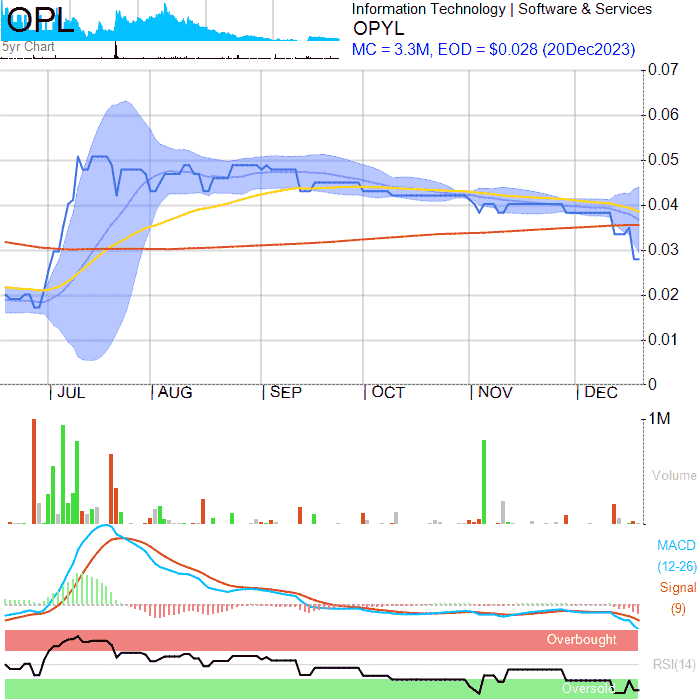 OPL
5yr Chart
Information Technology | Software & Services
OPYL
MC = 3.3M, EOD = $0.028 (20Dec2023)
0.07
0.06
0.05
0.04
0.03
0.02
0.01
0
JUL AUG SEP OCT NOV DEC
1M
Volume
MACD
(12-26)
Signal
(9)
Overbought
RSI(14)
Oversold